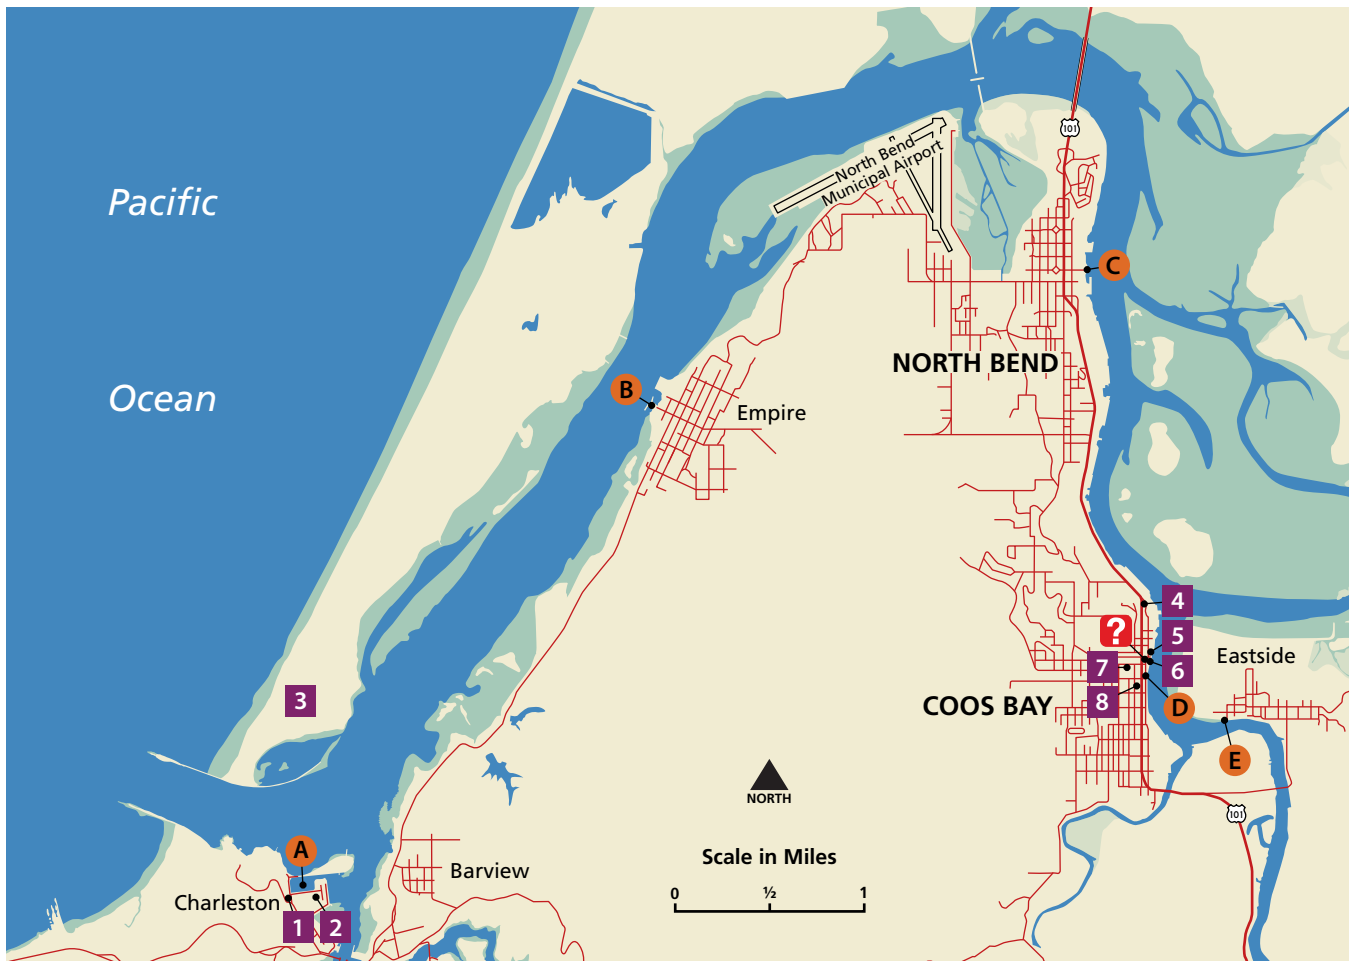 101
North Bend
Municipal Airport
Pacific
C
NORTH BEND
B
Ocean
Empire
4
?
5
Eastside
7
6
3
8
COOS BAY
D
E
NORTH
101
A
Scale in Miles
Barview
0 ½ 1
Charleston
1
2